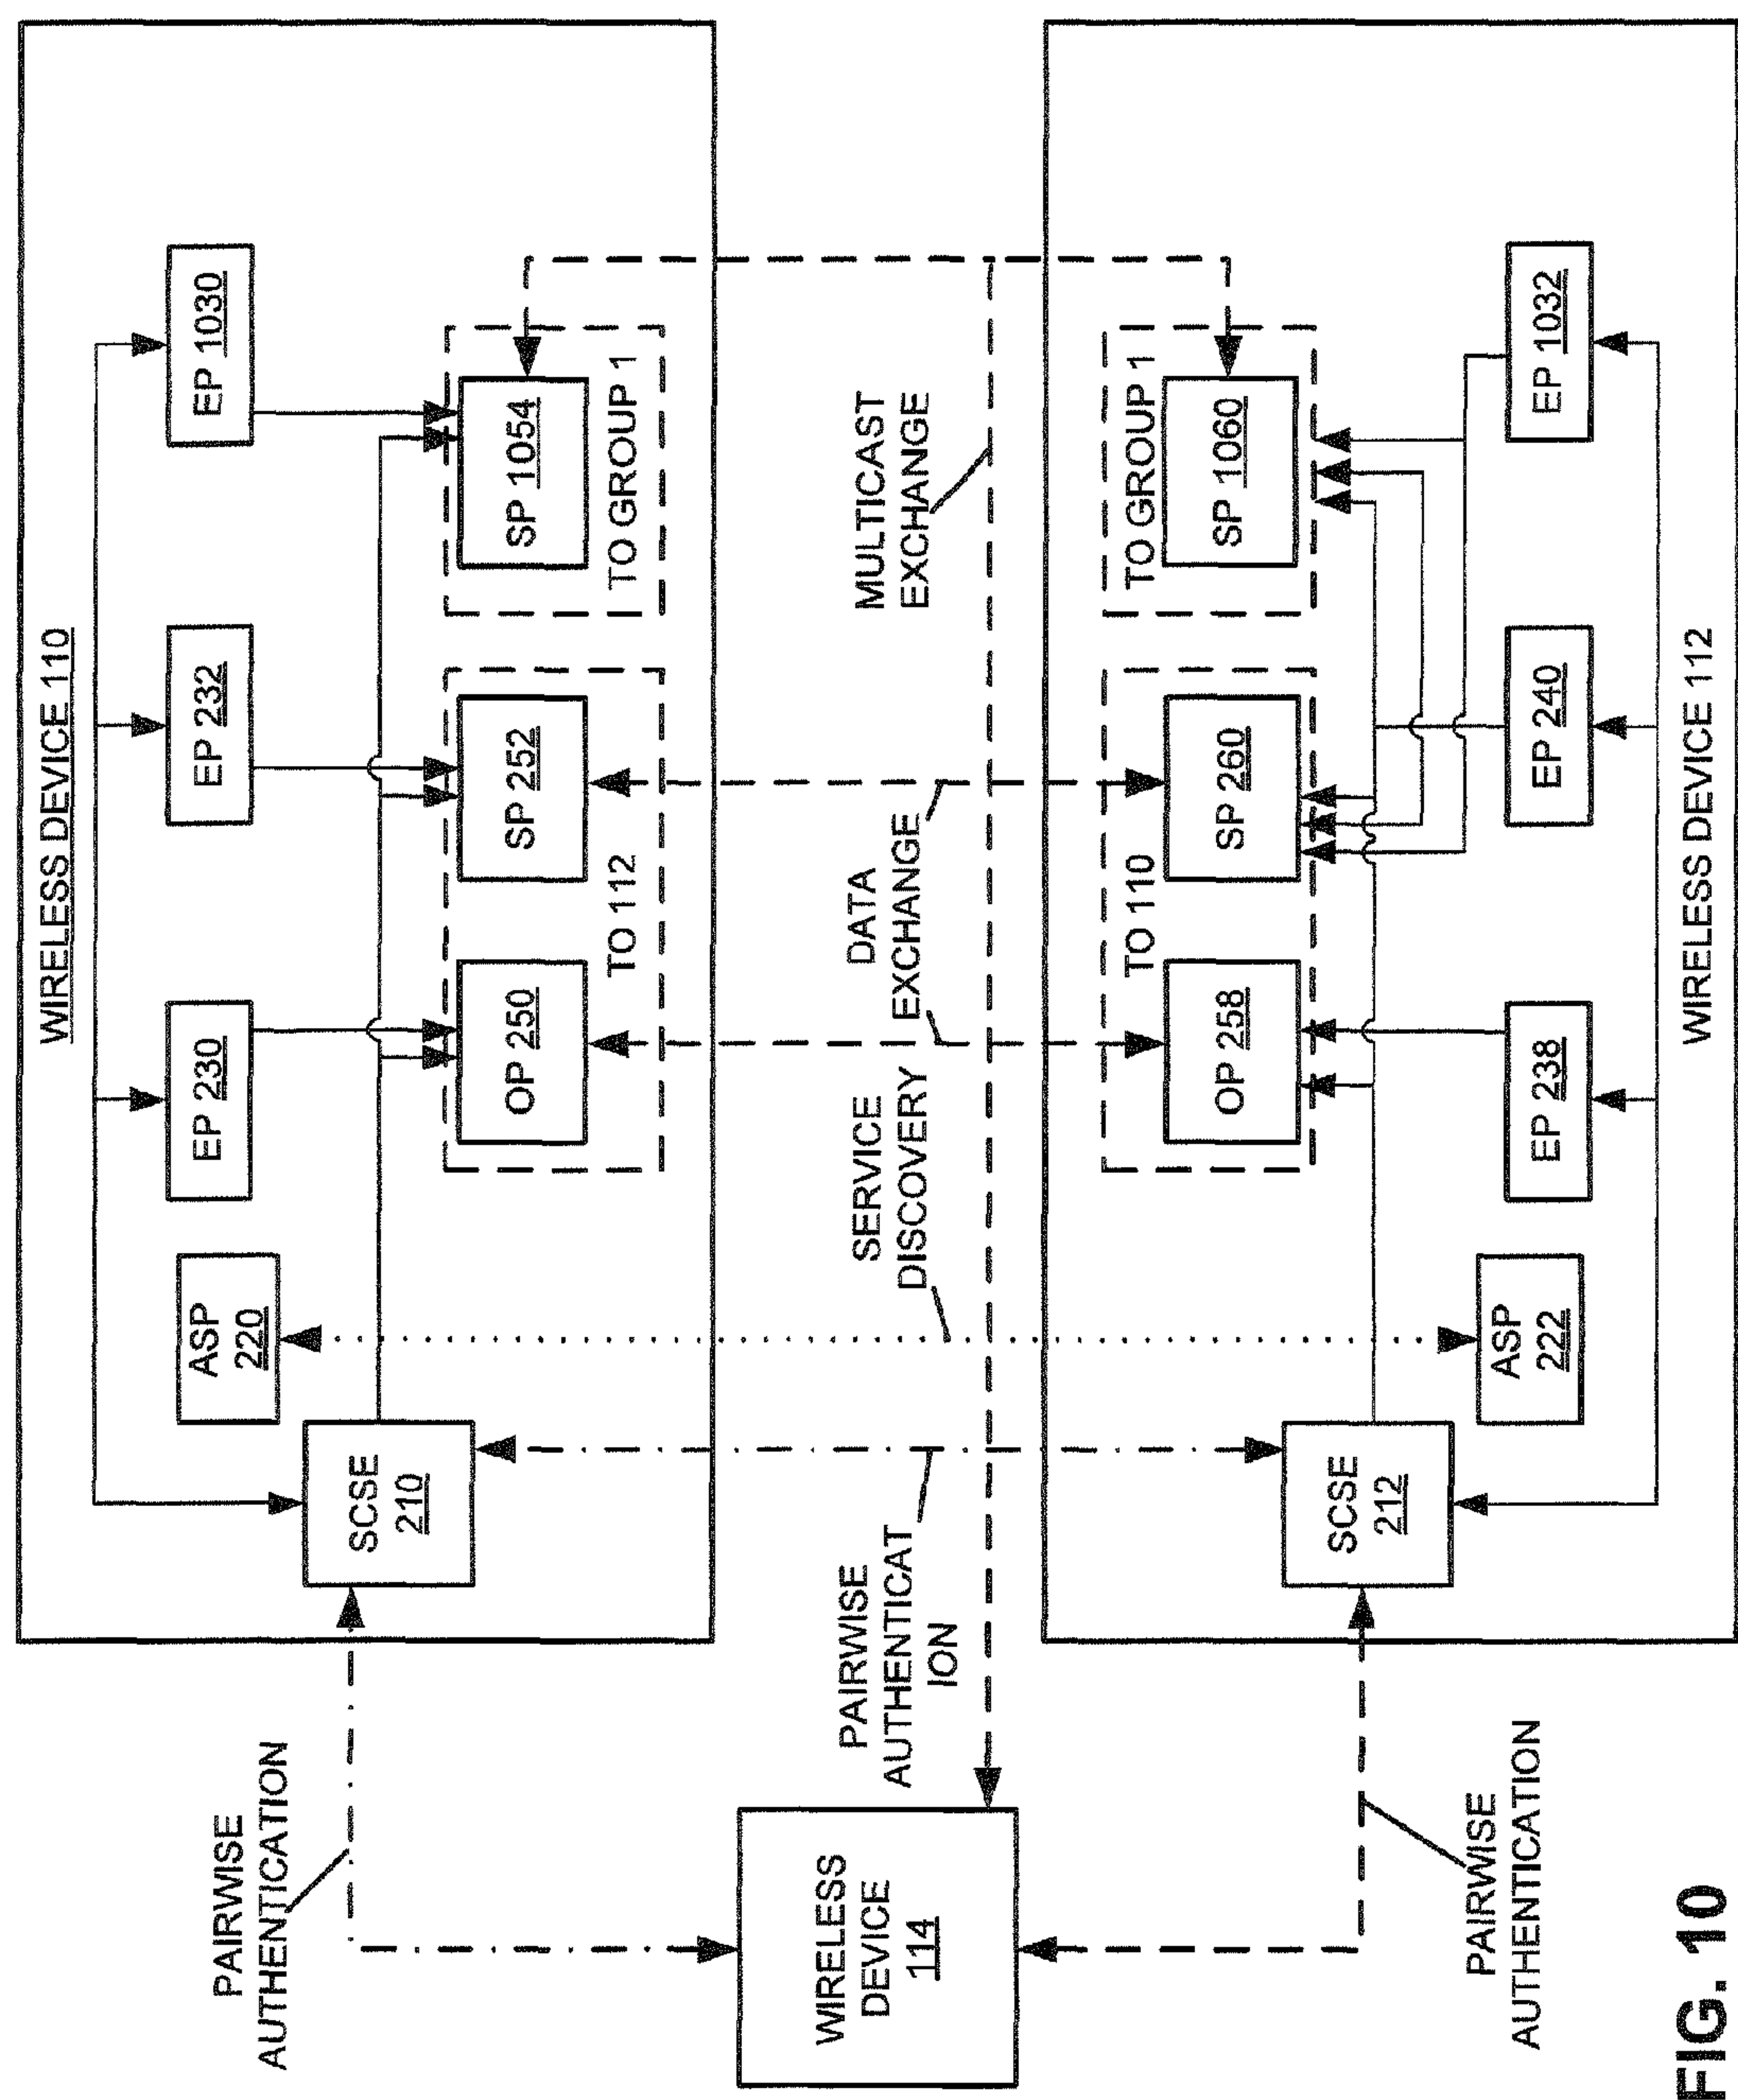 WIRELESS DEVICE 110
EP 230
EP 232
EP 1030
ASP
220
SCSE
210
OP 250
SP 252
SP 1054
TO 112
TO GROUP 1
PAIRWISE
AUTHENTICATION
WIRELESS
DEVICE
114
PAIRWISE
AUTHENTICAT
ION
SERVICE
DISCOVERY
DATA
EXCHANGE
MULTICAST
EXCHANGE
TO 110
TO GROUP 1
OP 258
SP 260
SP 1060
SCSE
212
ASP
222
EP 238
EP 240
EP 1032
PAIRWISE
AUTHENTICATION
WIRELESS DEVICE 112
FIG. 10